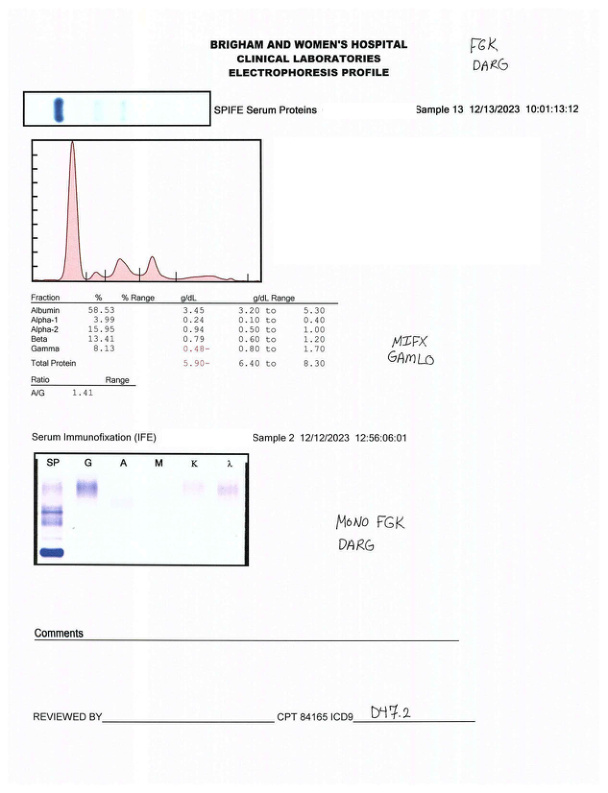 BRIGHAM AND WOMEN'S HOSPITAL
CLINICAL LABORATORIES
ELECTROPHORESIS PROFILE
FGK
DARG
SPIFE Serum Proteins Sample 13 12/13/2023 10:01:13:12
Fraction % % Range g/dL g/dL Range
Albumin 58.53 3.45 3.20 to 5.30
Alpha-1 3.99 0.24 0.10 to 0.40
Alpha-2 15.95 0.94 0.50 to 1.00
Beta 13.41 0.79 0.60 to 1.20
Gamma 8.13 0.48- 0.80 to 1.70
Total Protein 5.90- 6.40 to 8.30
Ratio Range
A/G 1.41
MIFX
GAMLO
Serum Immunofixation (IFE) Sample 2 12/12/2023 12:56:06:01
SP G A M K λ
MONO FGK
DARG
Comments
REVIEWED BY CPT 84165 ICD9 D47.2